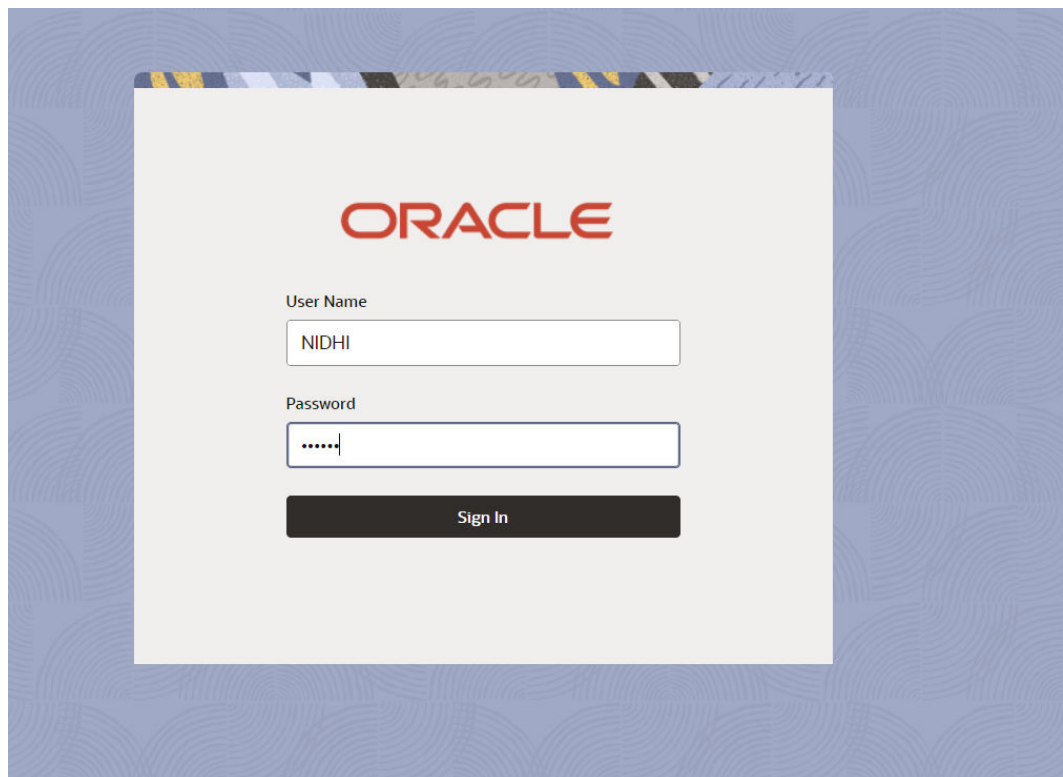 ORACLE
User Name
NIDHI
Password
••••••
Sign In